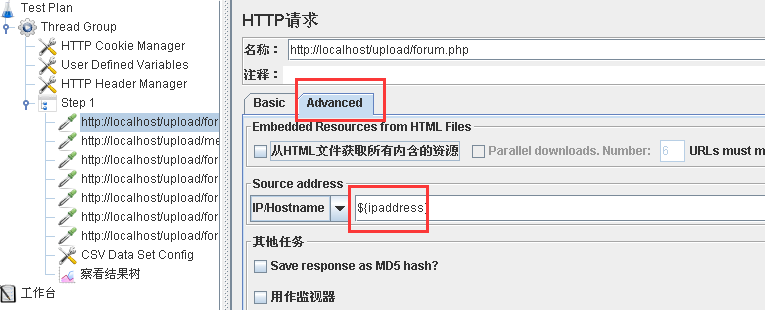 Test Plan
Thread Group
HTTP Cookie Manager
User Defined Variables
HTTP Header Manager
Step 1
http://localhost/upload/for
http://localhost/upload/me
http://localhost/upload/for
http://localhost/upload/for
http://localhost/upload/for
http://localhost/upload/for
http://localhost/upload/for
CSV Data Set Config
察看结果树
工作台
HTTP请求
名称： http://localhost/upload/forum.php
注释：
Basic Advanced
Embedded Resources from HTML Files
从HTML文件获取所有内含的资源 Parallel downloads. Number: 6 URLs must m
Source address
IP/Hostname ${ipaddress}
其他任务
Save response as MD5 hash?
用作监视器